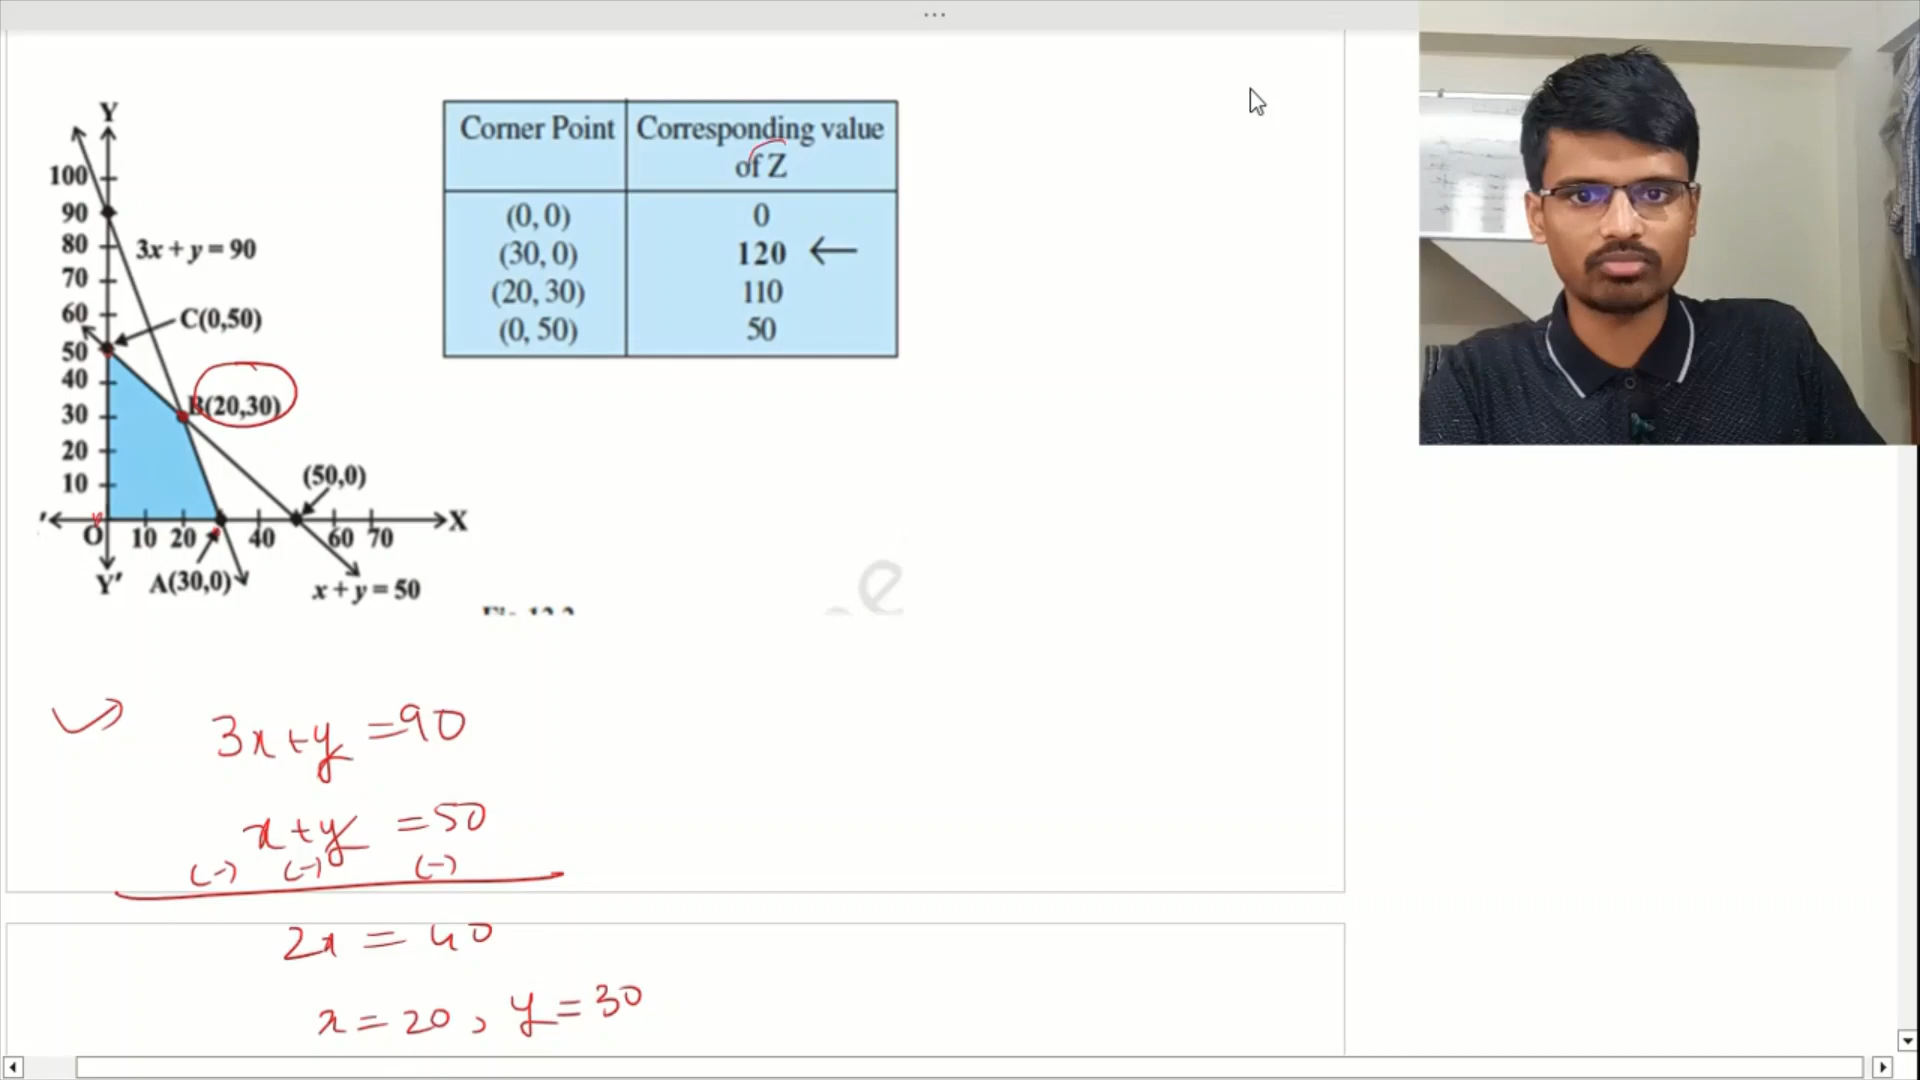 ...
Y
100
90
80
70
60
50
40
30
20
10
3x + y = 90
C(0,50)
B(20,30)
(50,0)
X
O
10 20 40 60 70
Y′
A(30,0)
x + y = 50
Corner Point
Corresponding value
of Z
(0, 0) 0
(30, 0) 120 ←
(20, 30) 110
(0, 50) 50
e
3x+y =90
x+y =50
(-) (-) (-)
2x = 40
x = 20, y = 30